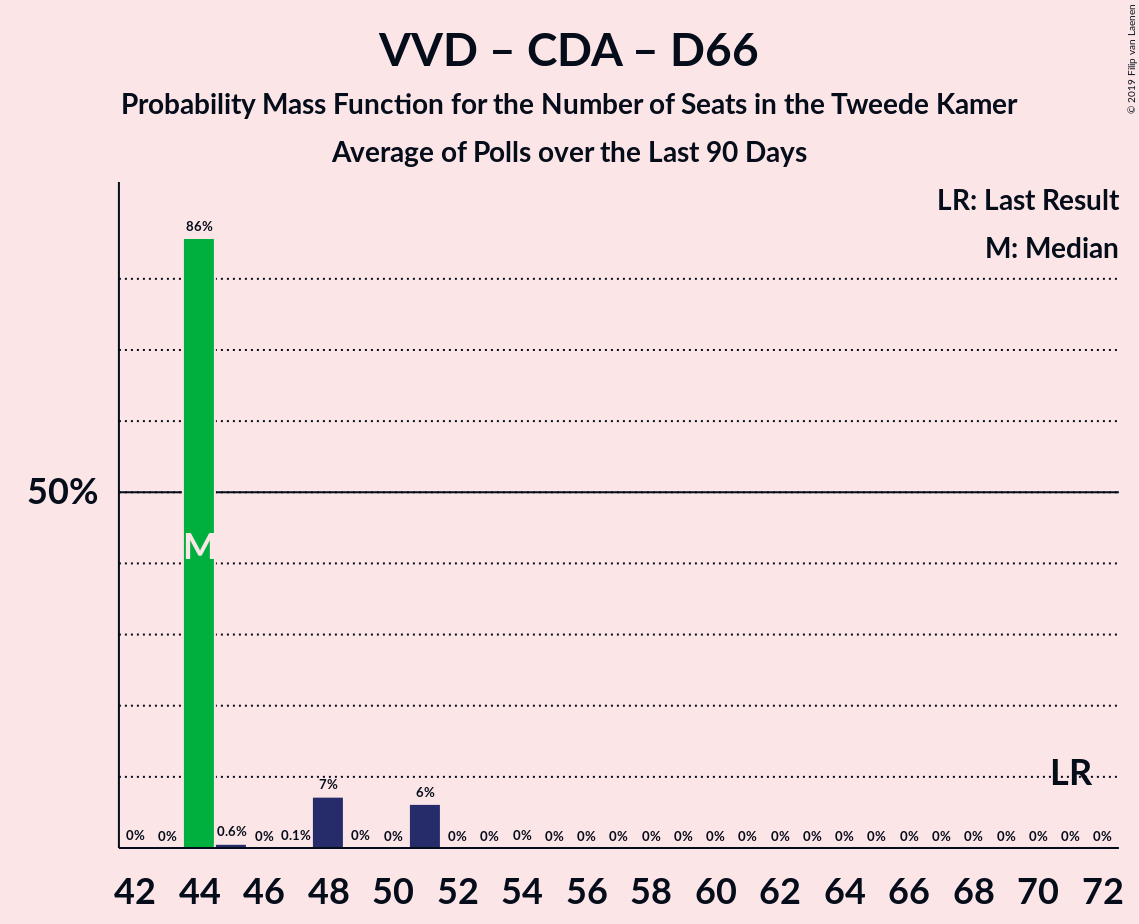 VVD – CDA – D66
Probability Mass Function for the Number of Seats in the Tweede Kamer
Average of Polls over the Last 90 Days
© 2019 Filip van Laenen
LR: Last Result
M: Median
86%
50%
M
LR
0% 0% 0.6% 0% 0.1% 7% 0% 0% 6% 0% 0% 0% 0% 0% 0% 0% 0% 0% 0% 0% 0% 0% 0% 0% 0% 0% 0% 0% 0% 0%
42 44 46 48 50 52 54 56 58 60 62 64 66 68 70 72